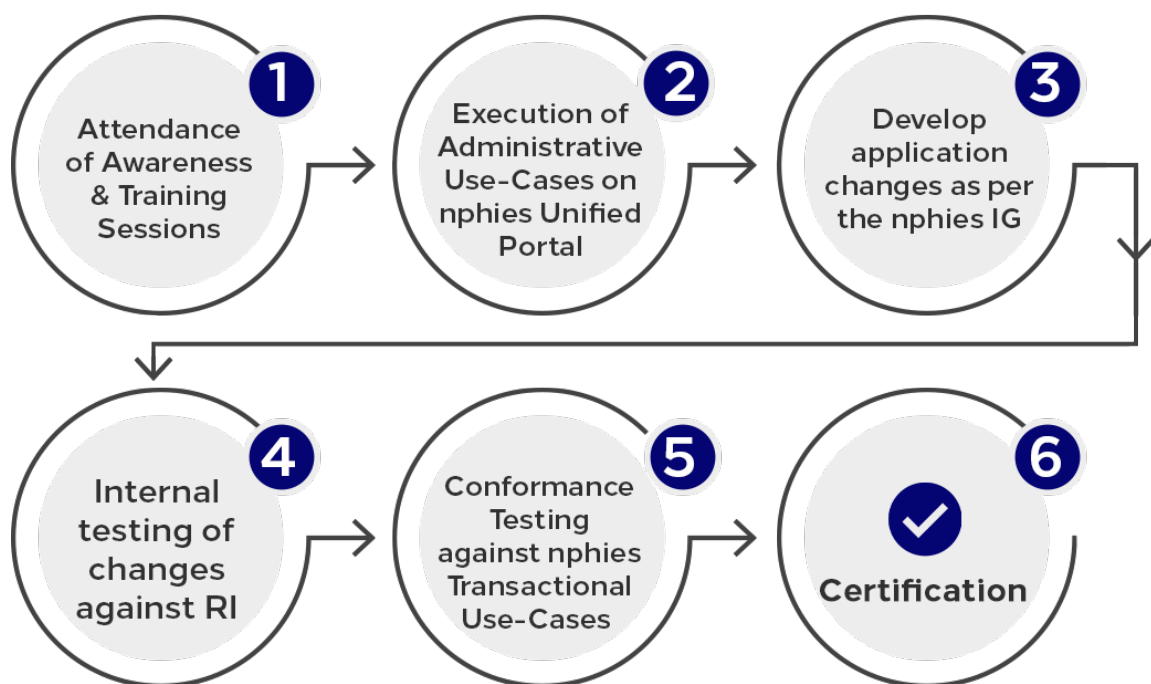 1
Attendance
of Awareness
& Training
Sessions
2
Execution of
Administrative
Use-Cases on
nphies Unified
Portal
3
Develop
application
changes as per
the nphies IG
4
Internal
testing of
changes
against RI
5
Conformance
Testing
against nphies
Transactional
Use-Cases
6
Certification